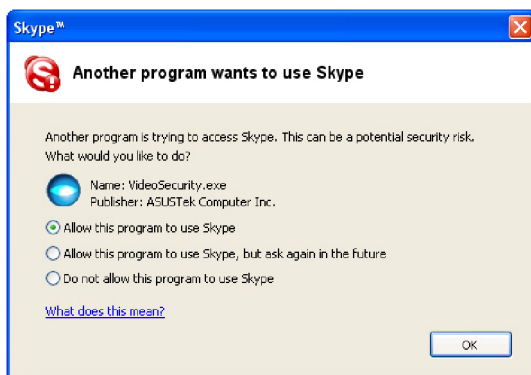 Skype™
Another program wants to use Skype
Another program is trying to access Skype. This can be a potential security risk.
What would you like to do?
Name: VideoSecurity.exe
Publisher: ASUSTek Computer Inc.
Allow this program to use Skype
Allow this program to use Skype, but ask again in the future
Do not allow this program to use Skype
What does this mean?
OK